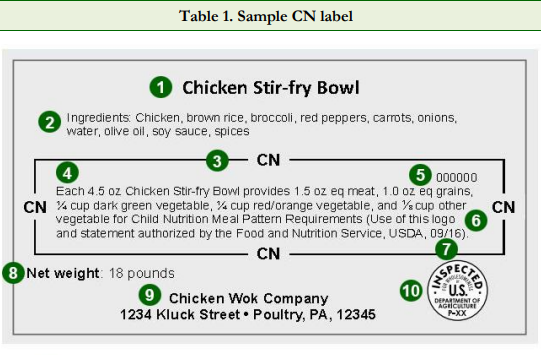 Table 1. Sample CN label
1 Chicken Stir-fry Bowl
2 Ingredients: Chicken, brown rice, broccoli, red peppers, carrots, onions,
water, olive oil, soy sauce, spices
3 CN
4 5 000000
Each 4.5 oz Chicken Stir-fry Bowl provides 1.5 oz eq meat, 1.0 oz eq grains,
CN ¼ cup dark green vegetable, ¼ cup red/orange vegetable, and ⅛ cup other CN
vegetable for Child Nutrition Meal Pattern Requirements (Use of this logo 6
and statement authorized by the Food and Nutrition Service, USDA, 09/16).
CN 7
8 Net weight: 18 pounds
9 Chicken Wok Company
1234 Kluck Street • Poultry, PA, 12345
10 INSPECTED
FOR WHOLESOMENESS
BY
U.S.
DEPARTMENT OF
AGRICULTURE
P-XX